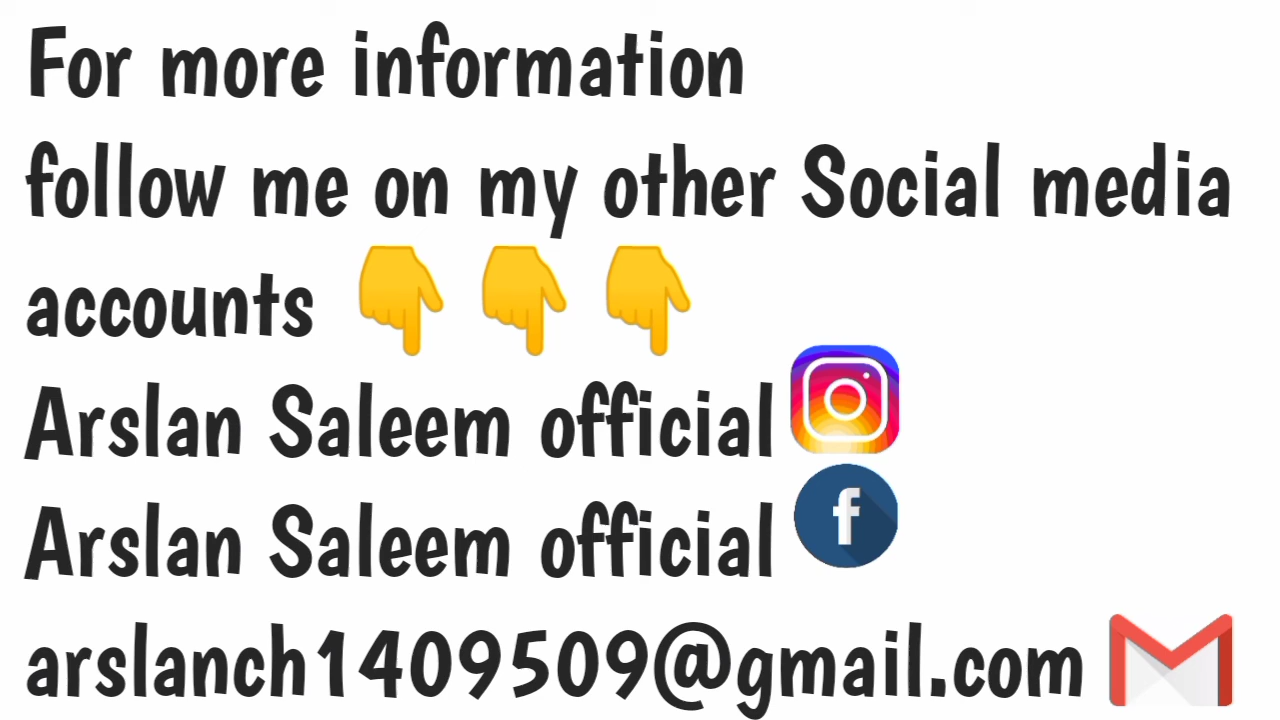 For more information
follow me on my other Social media
accounts 👇 👇 👇
Arslan Saleem official
Arslan Saleem official
arslanch1409509@gmail.com